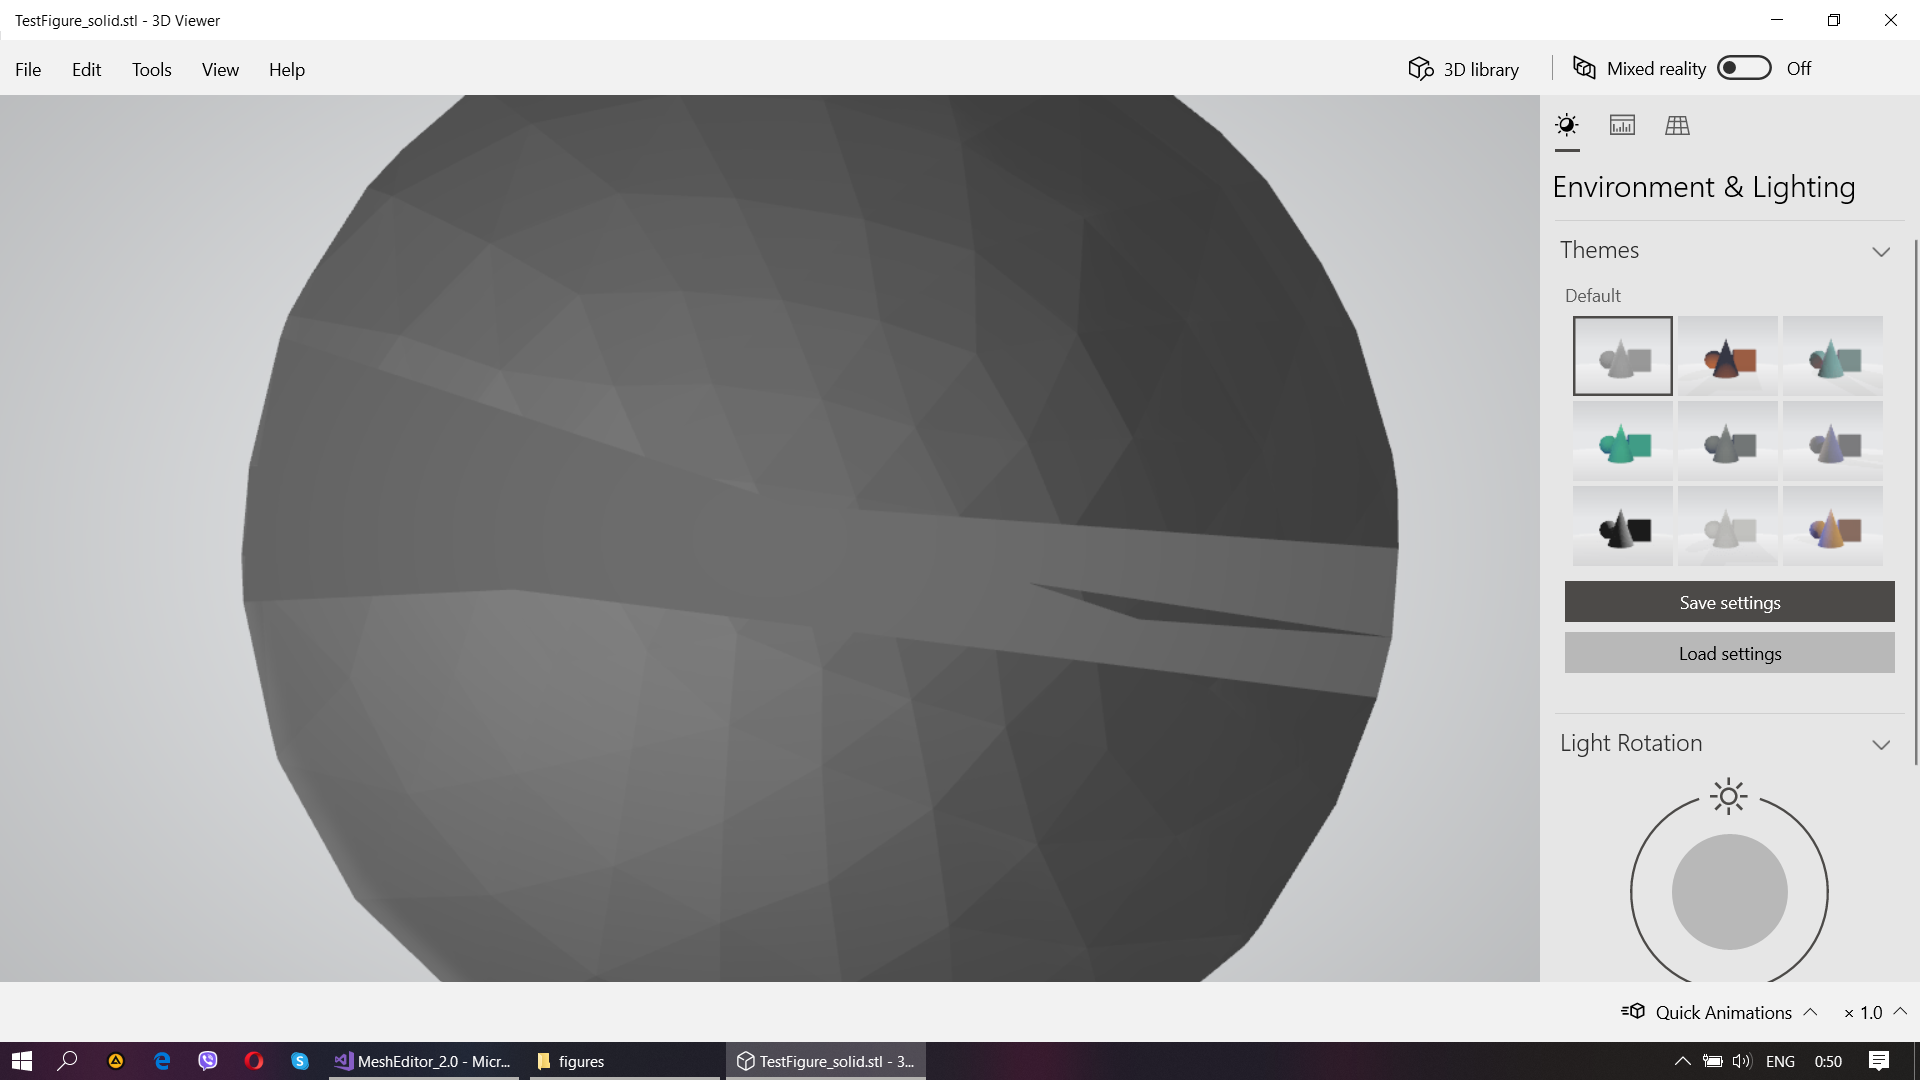 TestFigure_solid.stl - 3D Viewer
File Edit Tools View Help
3D library
Mixed reality Off
Environment & Lighting
Themes
Default
Save settings
Load settings
Light Rotation
Quick Animations
× 1.0
MeshEditor_2.0 - Micr...
figures
TestFigure_solid.stl - 3...
ENG
0:50